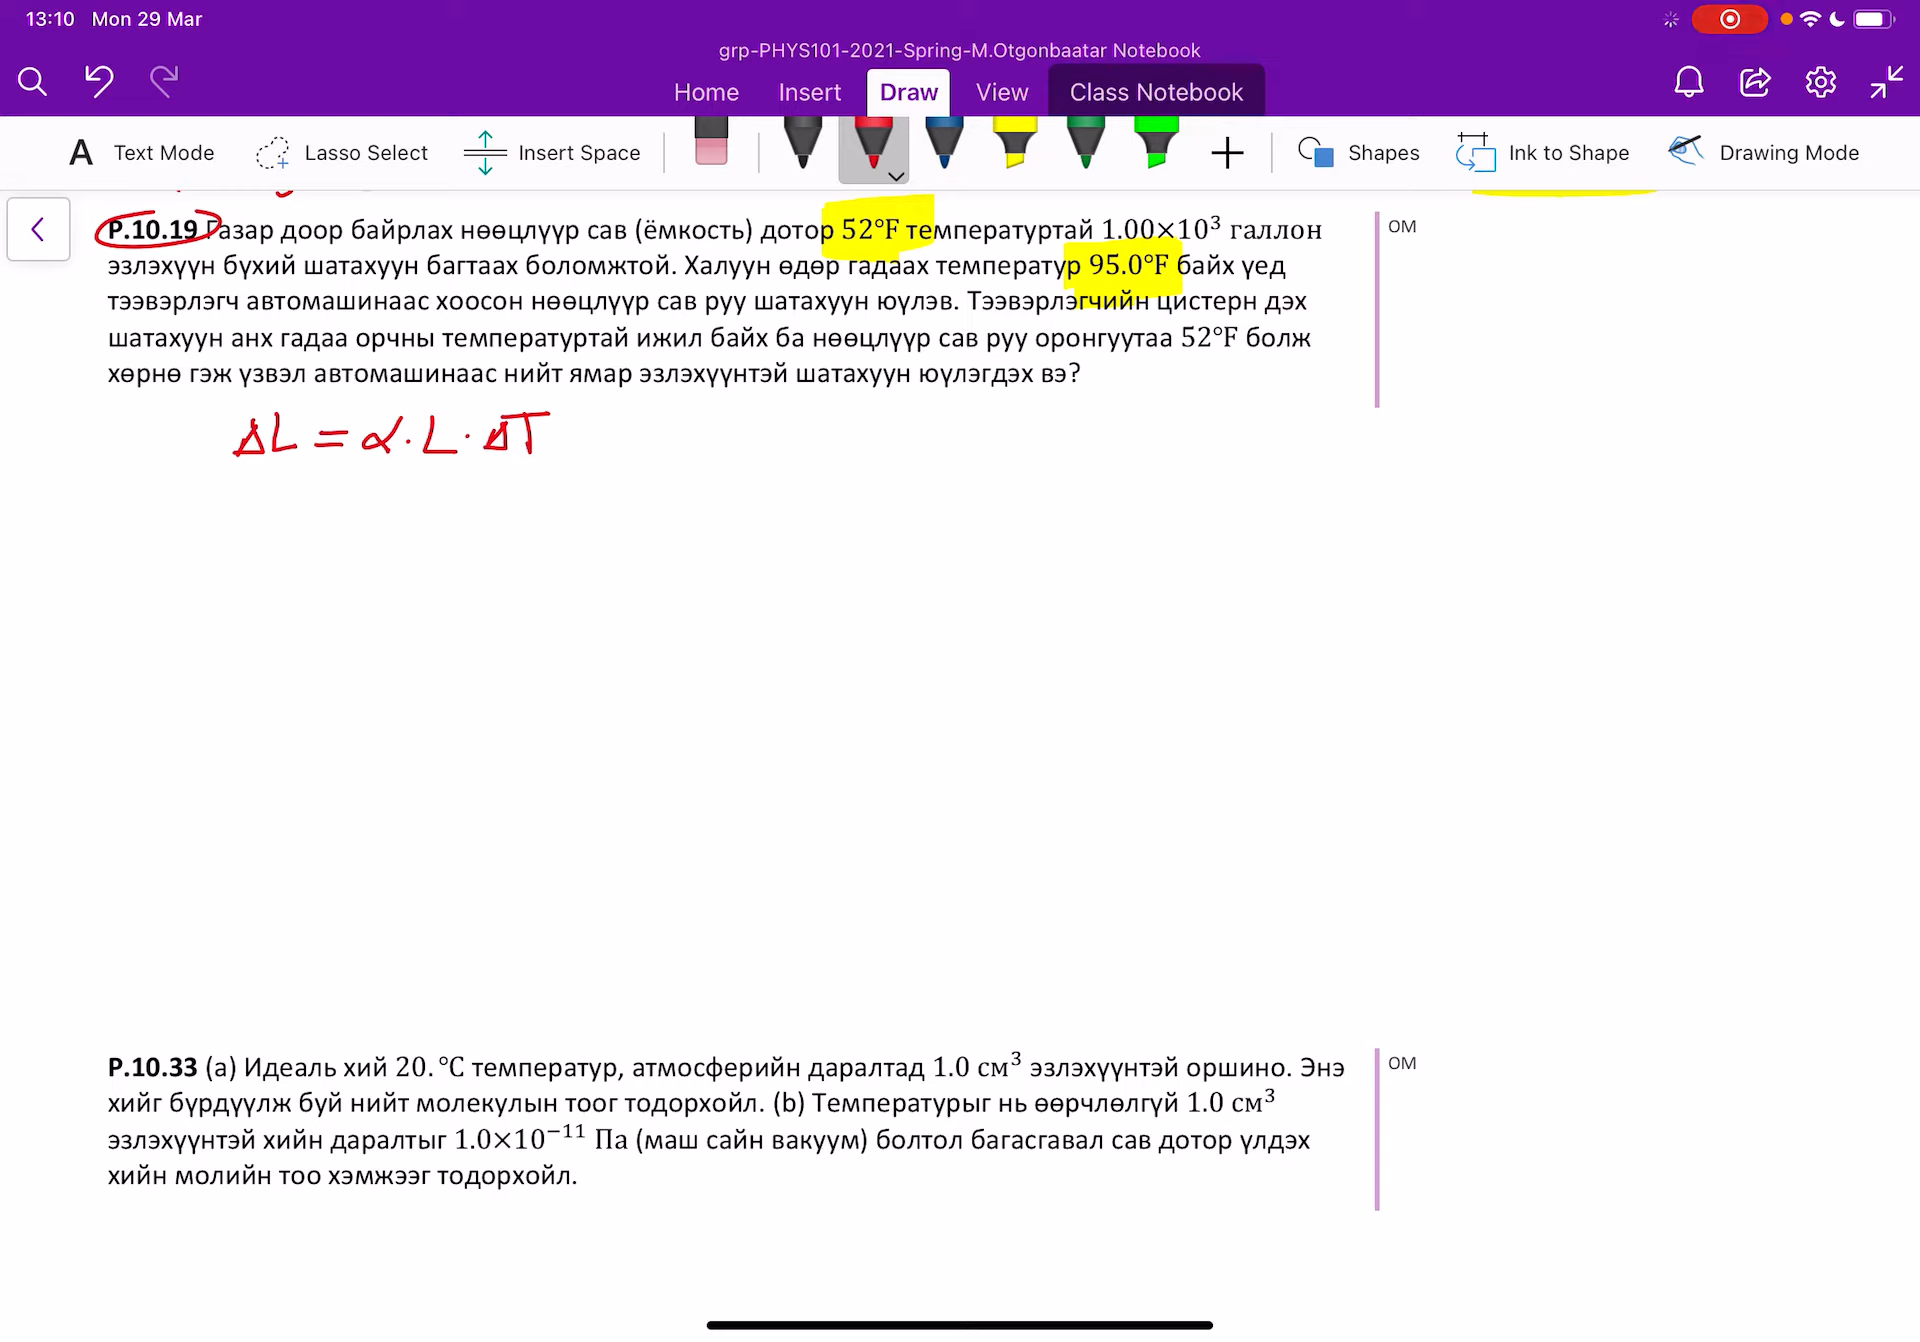 13:10 Mon 29 Mar
grp-PHYS101-2021-Spring-M.Otgonbaatar Notebook
Home Insert Draw View Class Notebook
A Text Mode Lasso Select Insert Space Shapes Ink to Shape Drawing Mode
P.10.19 Газар доор байрлах нөөцлүүр сав (ёмкость) дотор 52°F температуртай 1.00×10³ галлон
эзлэхүүн бүхий шатахуун багтаах боломжтой. Халуун өдөр гадаах температур 95.0°F байх үед
тээвэрлэгч автомашинаас хоосон нөөцлүүр сав руу шатахуун юүлэв. Тээвэрлэгчийн цистерн дэх
шатахуун анх гадаа орчны температуртай ижил байх ба нөөцлүүр сав руу оронгуутаа 52°F болж
хөрнө гэж үзвэл автомашинаас нийт ямар эзлэхүүнтэй шатахуун юүлэгдэх вэ?
OM
ΔL = α · L · ΔT
P.10.33 (a) Идеаль хий 20. °C температур, атмосферийн даралтад 1.0 см³ эзлэхүүнтэй оршино. Энэ
хийг бүрдүүлж буй нийт молекулын тоог тодорхойл. (b) Температурыг нь өөрчлөлгүй 1.0 см³
эзлэхүүнтэй хийн даралтыг 1.0×10⁻¹¹ Па (маш сайн вакуум) болтол багасгавал сав дотор үлдэх
хийн молийн тоо хэмжээг тодорхойл.
OM